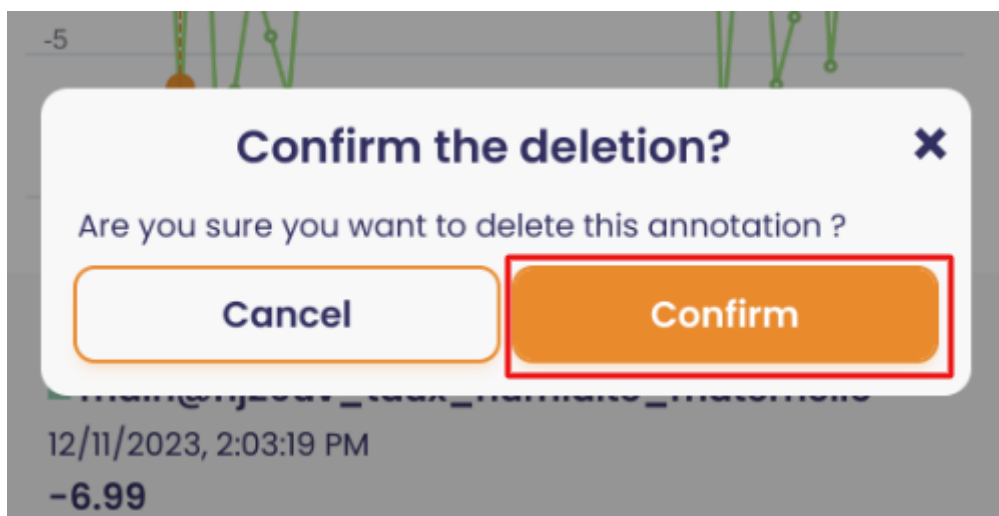 -5
Confirm the deletion?
Are you sure you want to delete this annotation ?
Cancel
Confirm
12/11/2023, 2:03:19 PM
-6.99